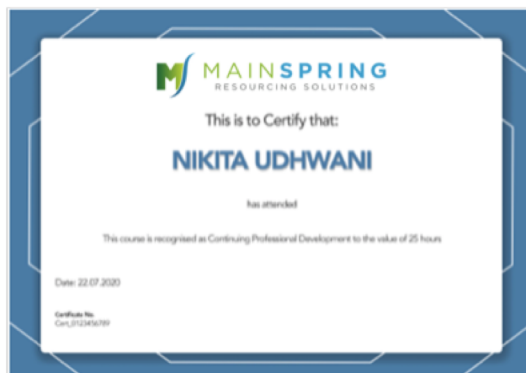 MAINSPRING
RESOURCING SOLUTIONS
This is to Certify that:
NIKITA UDHWANI
has attended
This course is recognised as Continuing Professional Development to the value of 25 hours
Date: 22.07.2020
Certificate No.
Cert_0123456789